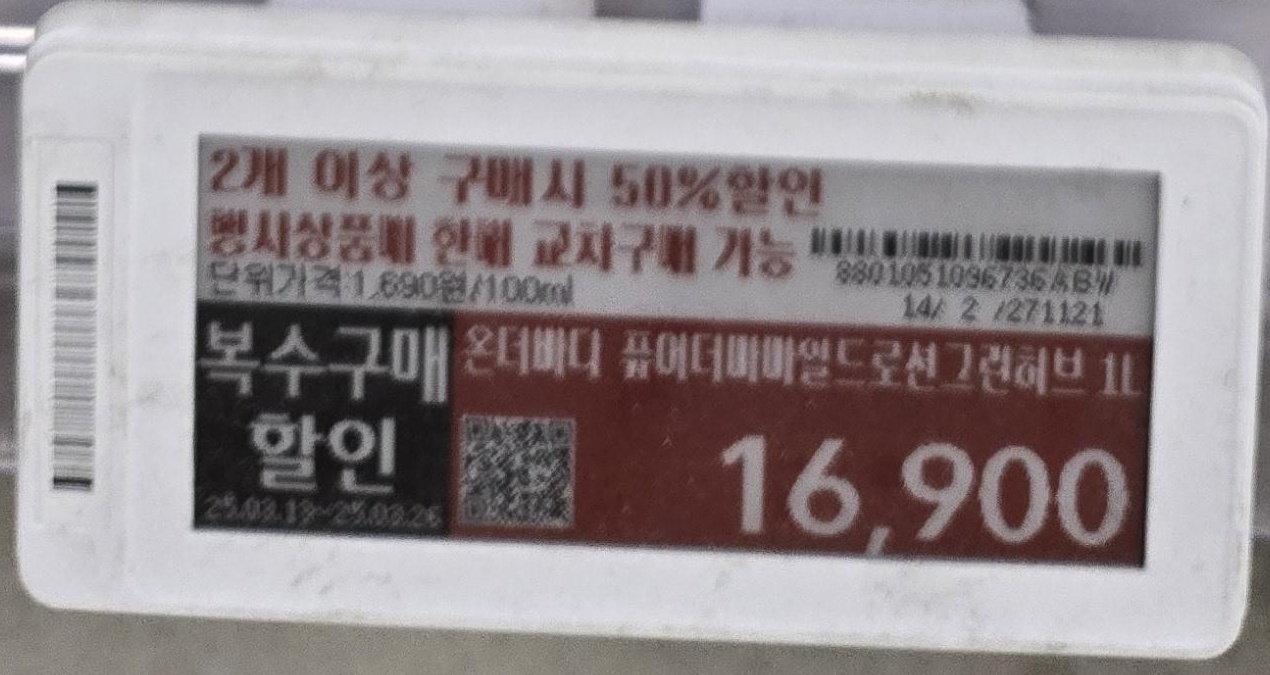 2개 이상 구매시 50%할인
행사상품에 한해 교차구매 가능
단위가격:1,690원/100ml
8801051096736/ABW
14/ 2 /271121
복수구매
할인
25.03.13~25.03.26
온더바디 퓨어더마마일드로션그린허브 1L
16,900